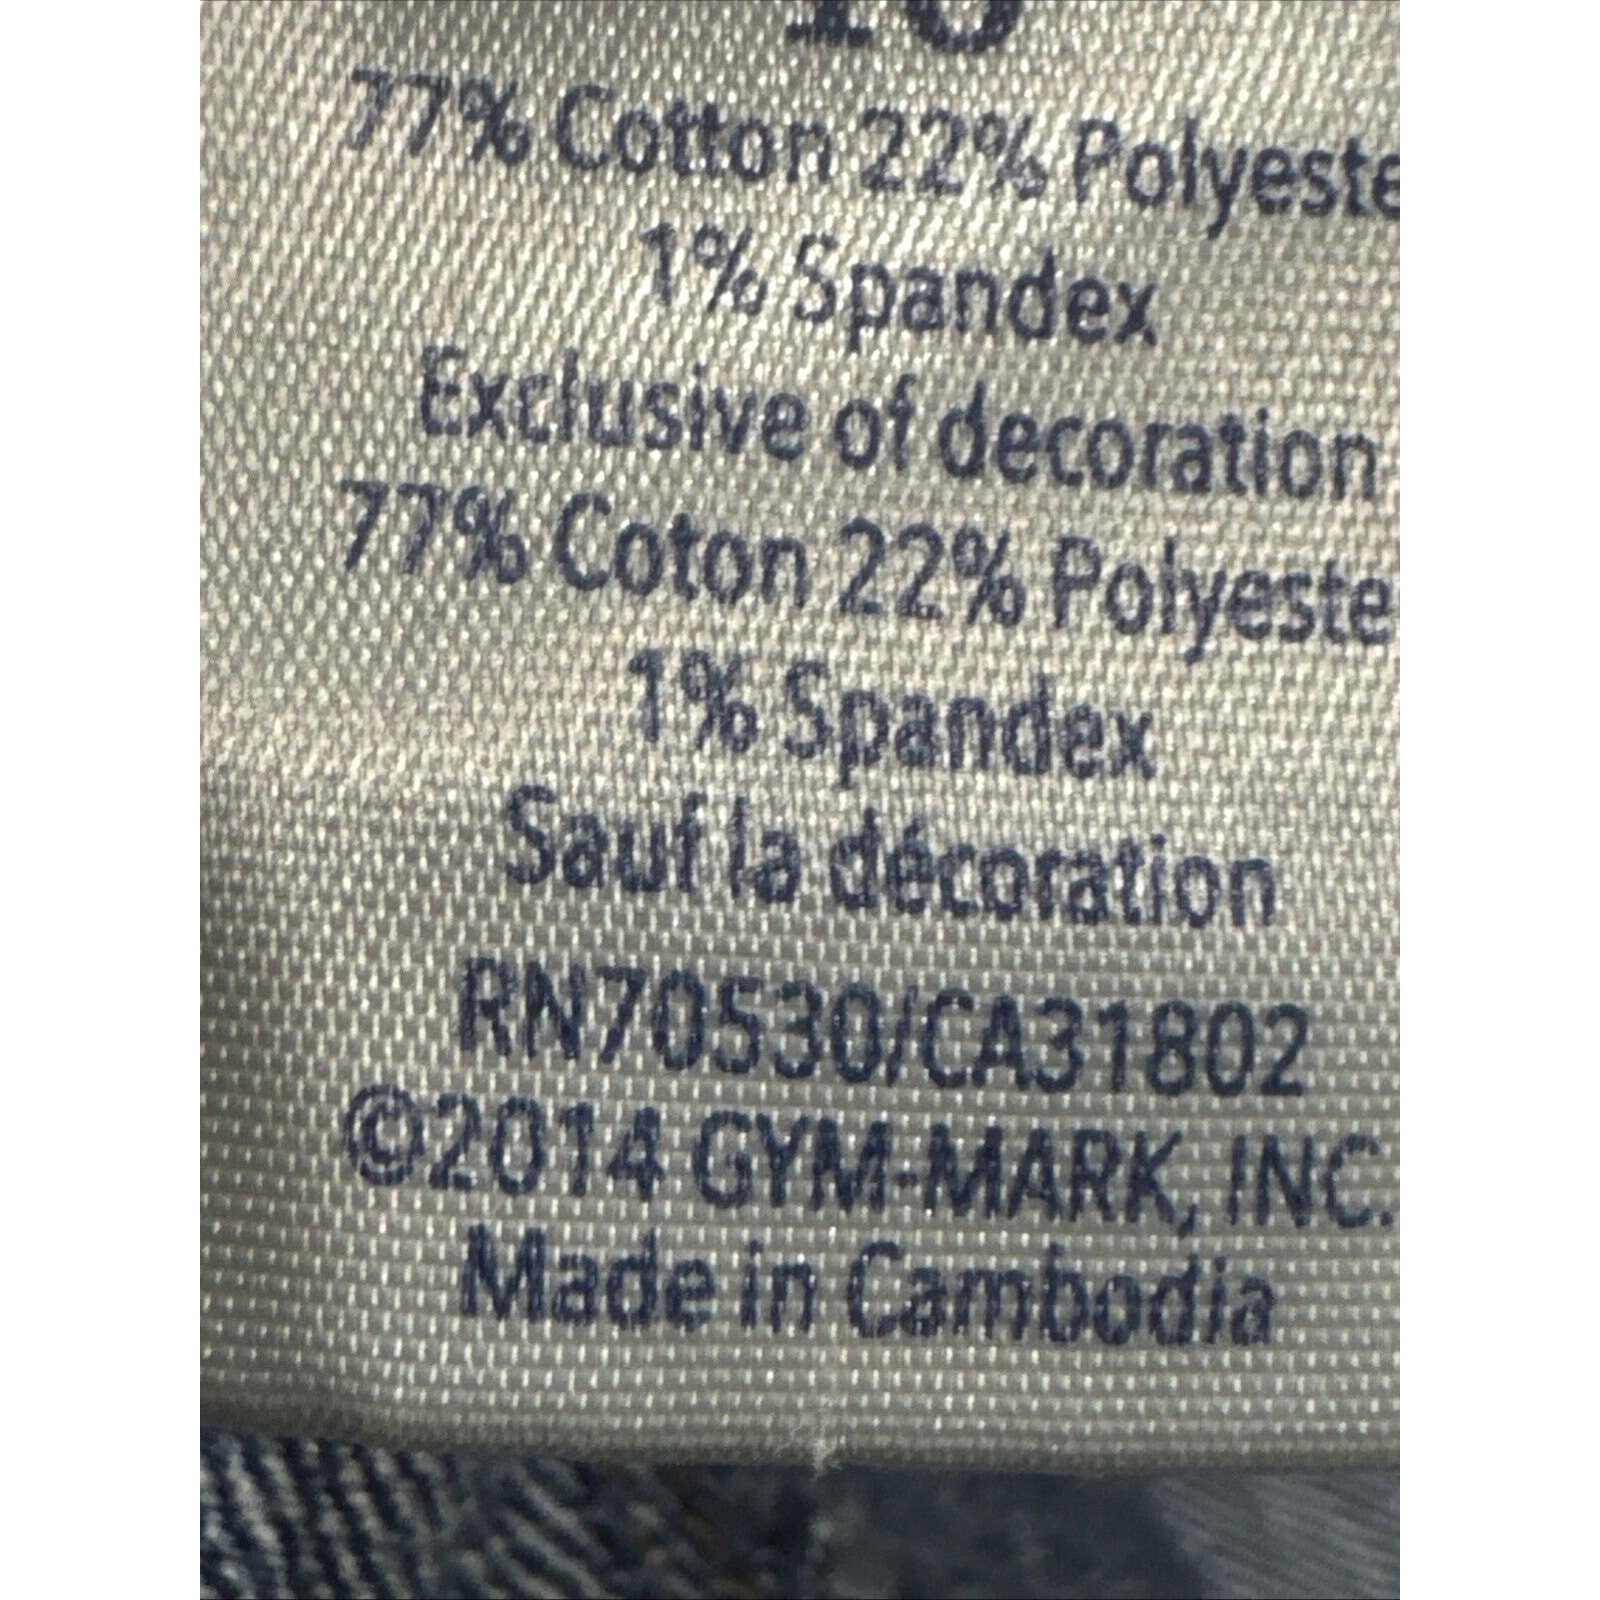 77% Cotton 22% Polyeste
1% Spandex
Exclusive of decoration
77% Coton 22% Polyeste
1% Spandex
Sauf la décoration
RN70530/CA31802
©2014 GYM-MARK, INC.
Made in Cambodia